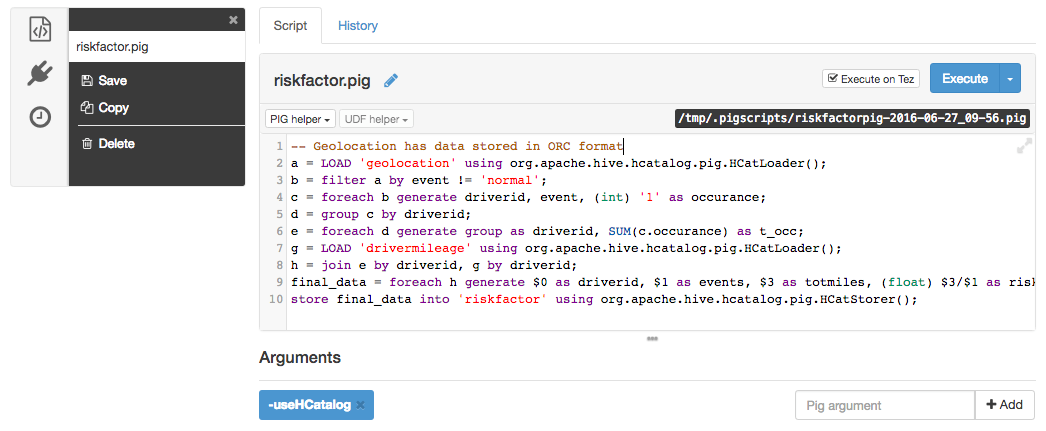 riskfactor.pig
Save
Copy
Delete
Script History
riskfactor.pig
Execute on Tez Execute
PIG helper UDF helper
/tmp/.pigscripts/riskfactorpig-2016-06-27_09-56.pig
1 -- Geolocation has data stored in ORC format
2 a = LOAD 'geolocation' using org.apache.hive.hcatalog.pig.HCatLoader();
3 b = filter a by event != 'normal';
4 c = foreach b generate driverid, event, (int) '1' as occurance;
5 d = group c by driverid;
6 e = foreach d generate group as driverid, SUM(c.occurance) as t_occ;
7 g = LOAD 'drivermileage' using org.apache.hive.hcatalog.pig.HCatLoader();
8 h = join e by driverid, g by driverid;
9 final_data = foreach h generate $0 as driverid, $1 as events, $3 as totmiles, (float) $3/$1 as ris
10 store final_data into 'riskfactor' using org.apache.hive.hcatalog.pig.HCatStorer();
Arguments
-useHCatalog ×
Pig argument + Add